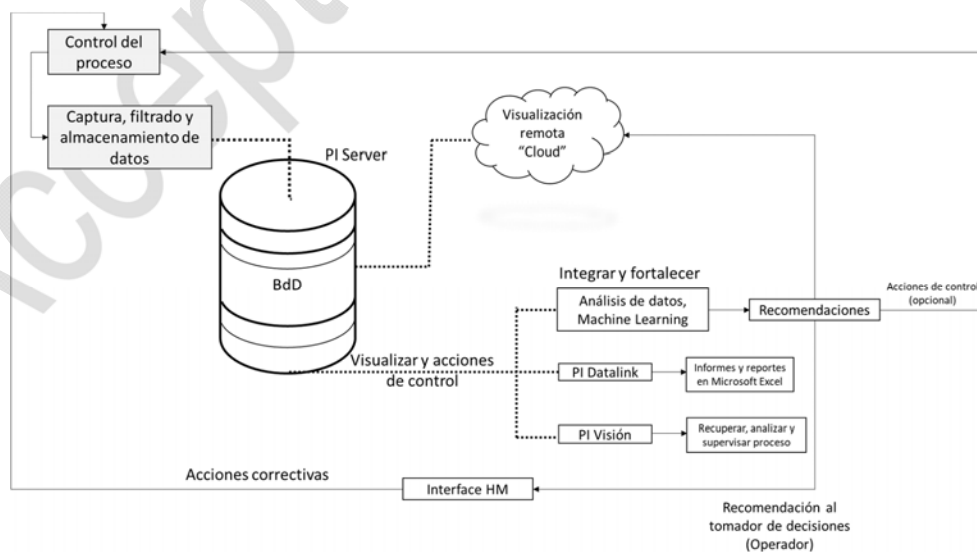 Control del
proceso
Captura, filtrado y
almacenamiento de
datos
PI Server
BdD
Visualización
remota
“Cloud”
Integrar y fortalecer
Análisis de datos,
Machine Learning
Recomendaciones
Acciones de control
(opcional)
Visualizar y acciones
de control
PI Datalink
Informes y reportes
en Microsoft Excel
PI Visión
Recuperar, analizar y
supervisar proceso
Acciones correctivas
Interface HM
Recomendación al
tomador de decisiones
(Operador)
Accept